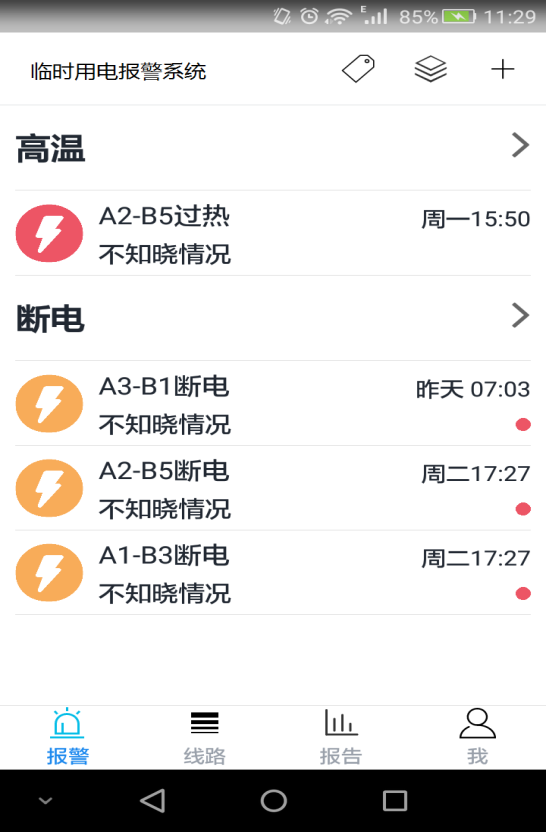 E 85% 11:29
临时用电报警系统
高温
A2-B5过热 周一15:50
不知晓情况
断电
A3-B1断电 昨天 07:03
不知晓情况
A2-B5断电 周二17:27
不知晓情况
A1-B3断电 周二17:27
不知晓情况
报警 线路 报告 我